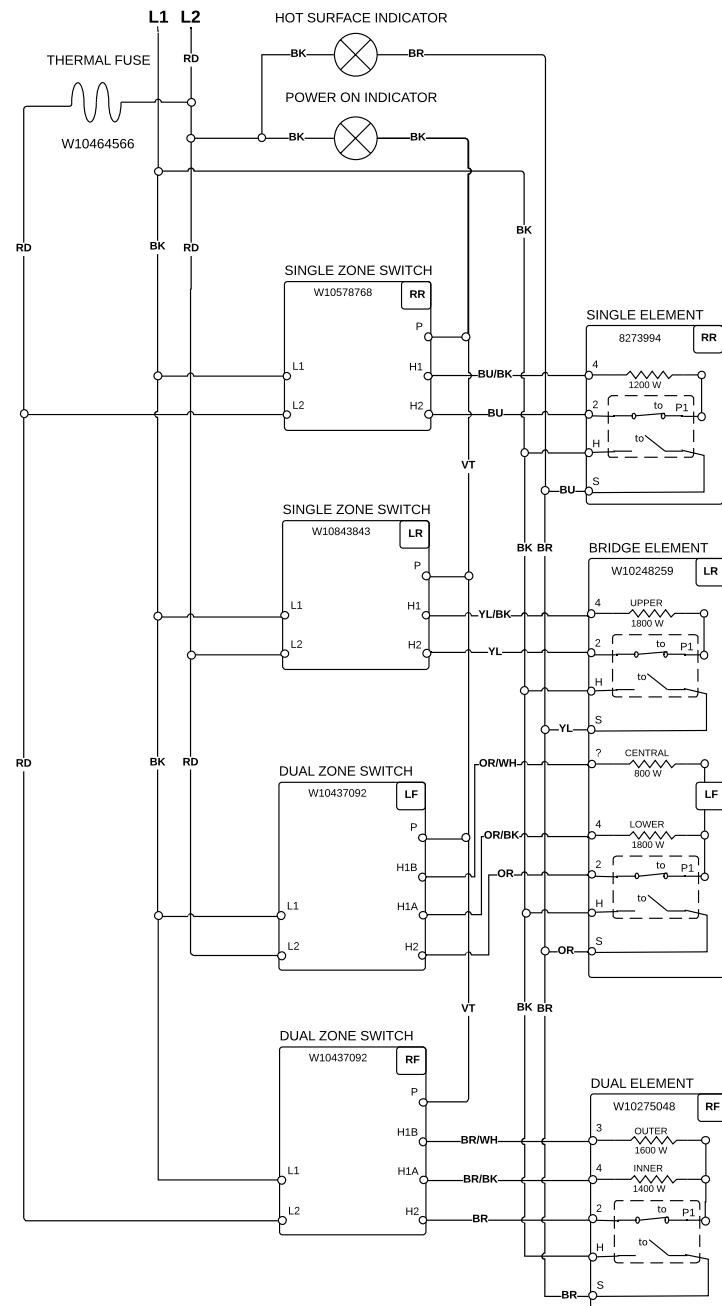 L1 L2
HOT SURFACE INDICATOR
BK
BR
RD
THERMAL FUSE
W10464566
POWER ON INDICATOR
BK
BK
RD
BK
RD
BK
SINGLE ZONE SWITCH
W10578768
RR
P
L1
H1
L2
H2
BU/BK
BU
SINGLE ELEMENT
8273994
RR
4
1200 W
2
to
P1
H
to
S
BU
VT
SINGLE ZONE SWITCH
W10843843
LR
P
L1
H1
L2
H2
YL/BK
YL
BK BR
BRIDGE ELEMENT
W10248259
LR
4
UPPER
1800 W
2
to
P1
H
to
S
YL
?
CENTRAL
800 W
LF
4
LOWER
1800 W
2
to
P1
H
to
S
OR
RD
BK
RD
DUAL ZONE SWITCH
W10437092
LF
P
H1B
L1
H1A
L2
H2
OR/WH
OR/BK
OR
VT
BK BR
DUAL ZONE SWITCH
W10437092
RF
P
H1B
L1
H1A
L2
H2
BR/WH
BR/BK
BR
DUAL ELEMENT
W10275048
RF
3
OUTER
1600 W
4
INNER
1400 W
2
to
P1
H
to
S
BR